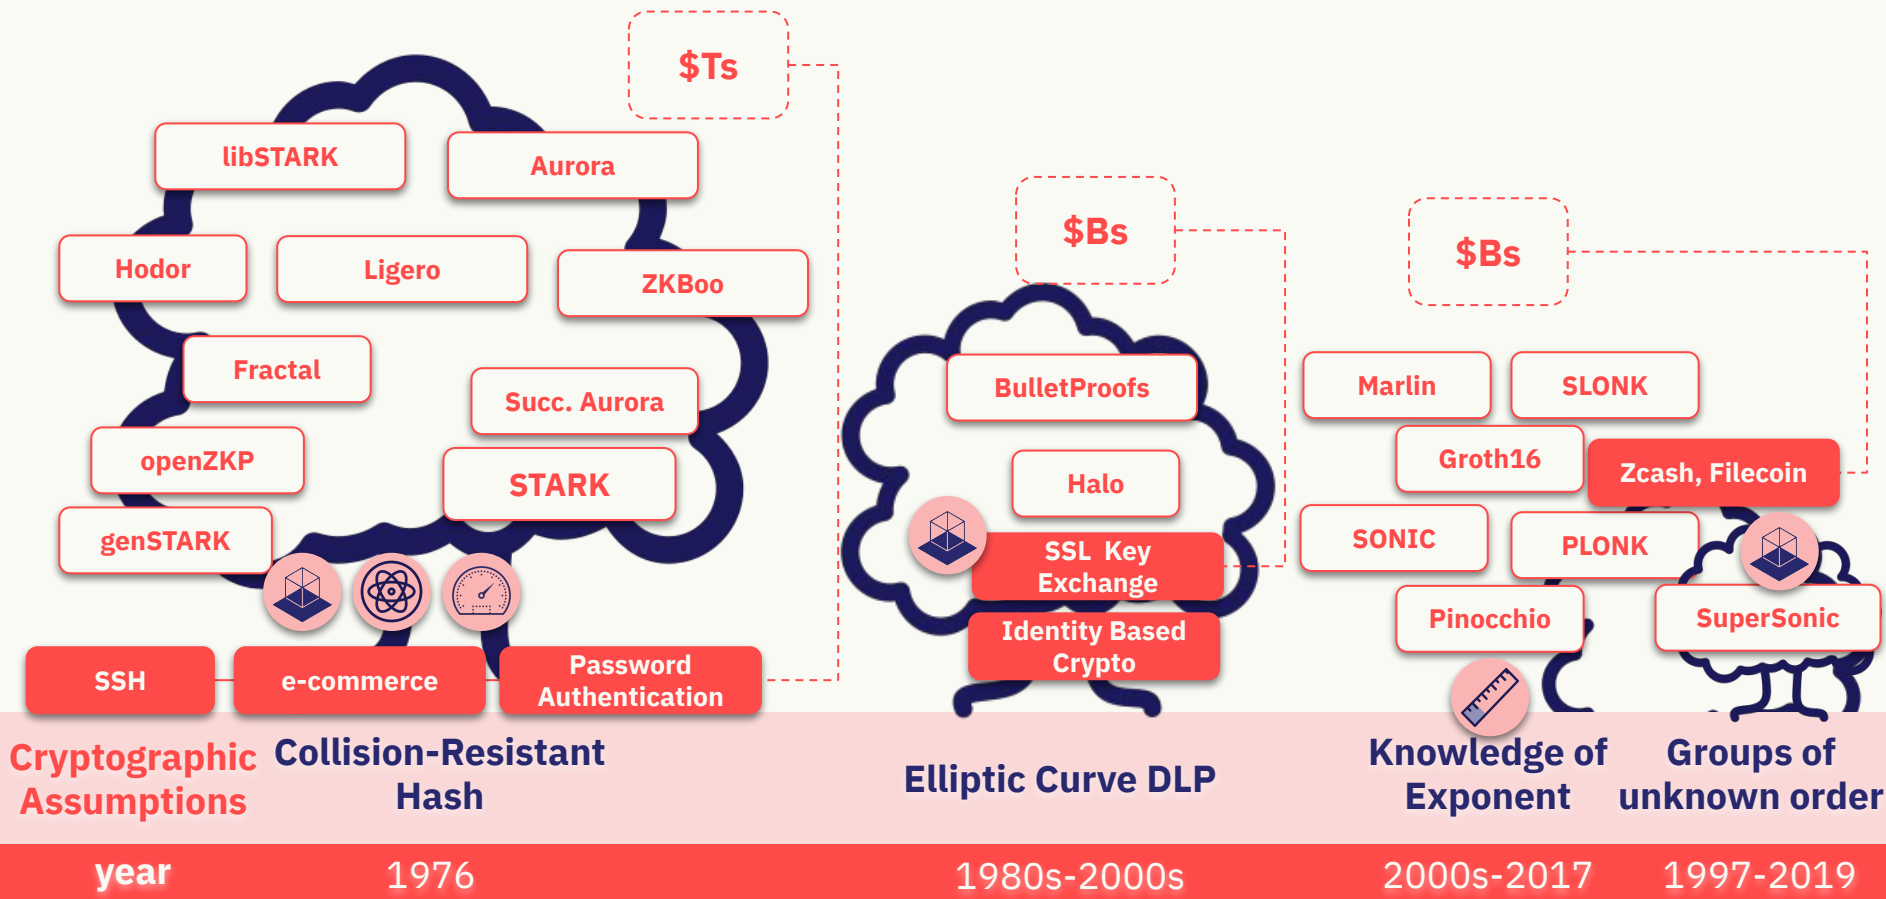 $Ts
libSTARK
Aurora
Hodor
Ligero
ZKBoo
Fractal
Succ. Aurora
openZKP
STARK
genSTARK
SSH
e-commerce
Password
Authentication
$Bs
BulletProofs
Halo
SSL Key
Exchange
Identity Based
Crypto
$Bs
Marlin
SLONK
Groth16
Zcash, Filecoin
SONIC
PLONK
Pinocchio
SuperSonic
Cryptographic
Assumptions
Collision-Resistant
Hash
Elliptic Curve DLP
Knowledge of
Exponent
Groups of
unknown order
year
1976
1980s-2000s
2000s-2017
1997-2019